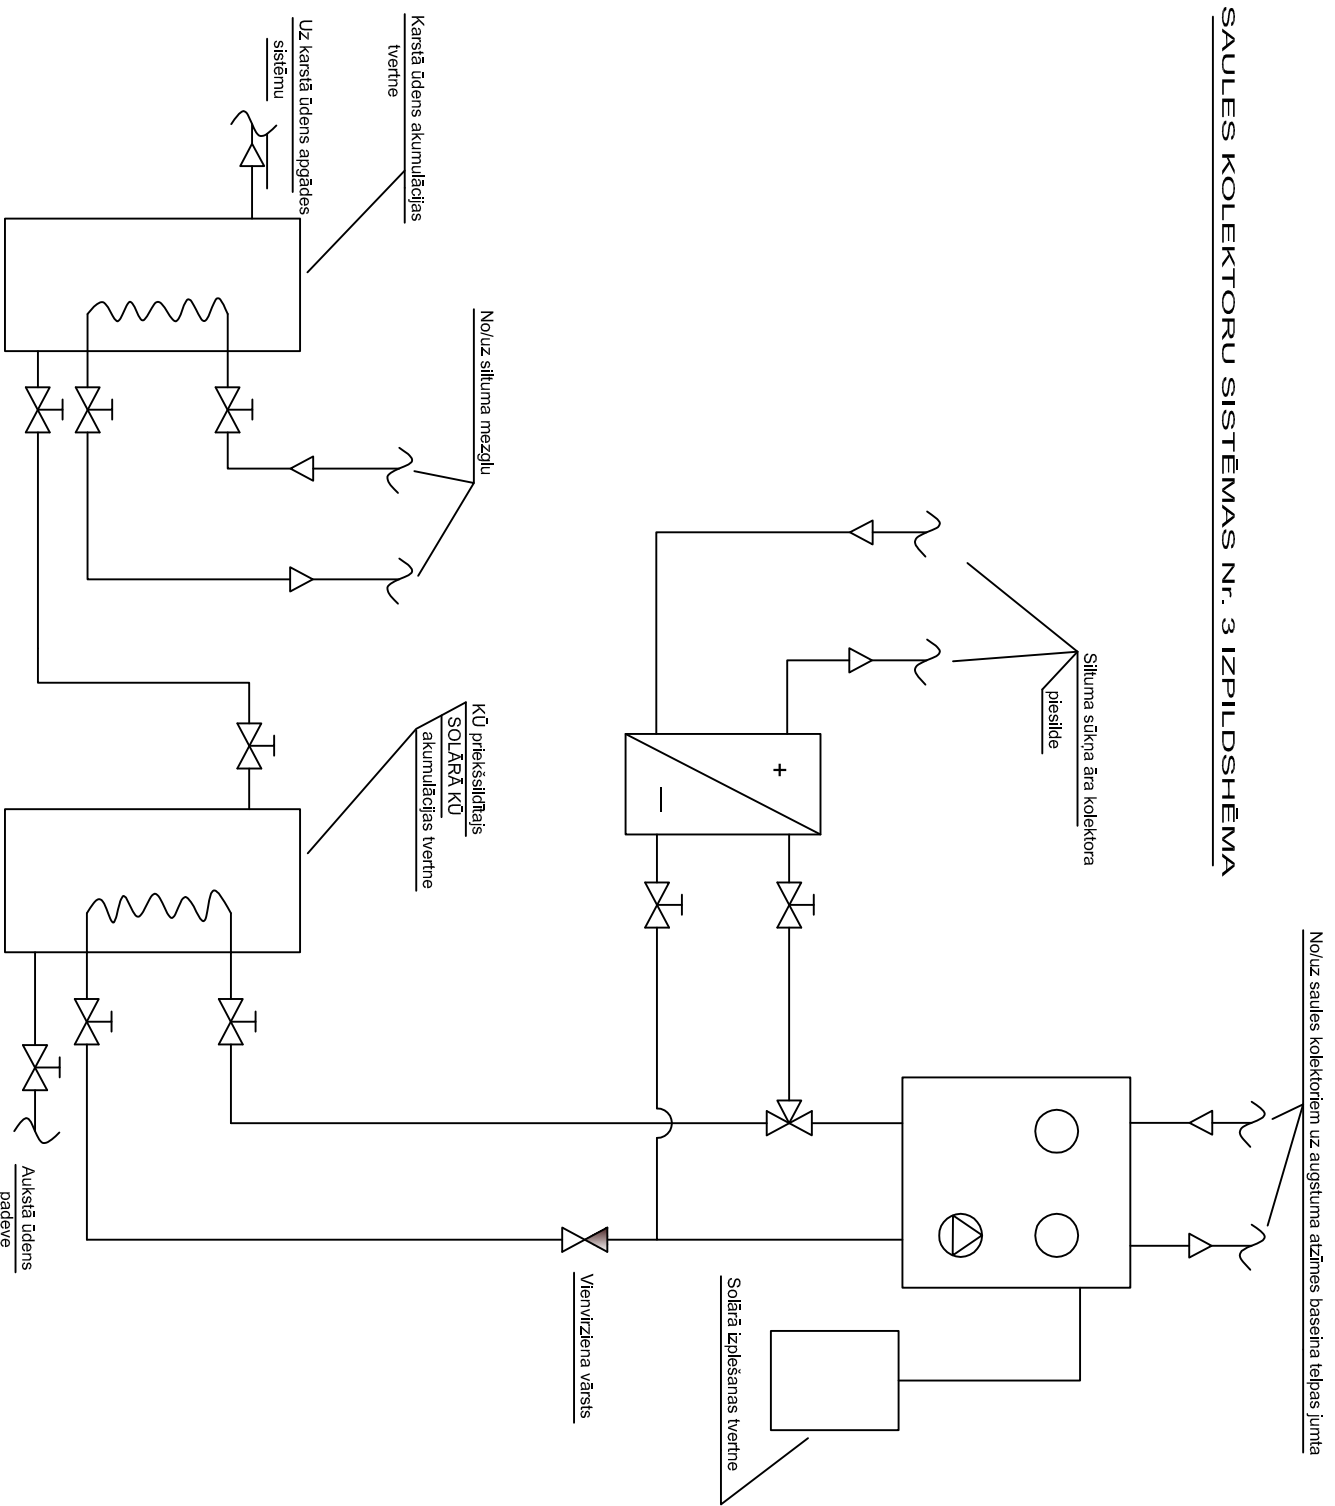 SAULES KOLEKTORU SISTĒMAS Nr. 3 IZPILDSHĒMA
No/uz saules kolektoriem uz augstuma atzīmes baseina telpas jumta
Siltuma sūkņa āra kolektora
piesilde
+
–
Solārā izplešanas tvertne
Vienvirziena vārsts
No/uz siltuma mezglu
KŪ priekšsildītajs
SOLĀRĀ KŪ
akumulācijas tvertne
Karstā ūdens akumulācijas
tvertne
Uz karstā ūdens apgādes
sistēmu
Aukstā ūdens
padeve